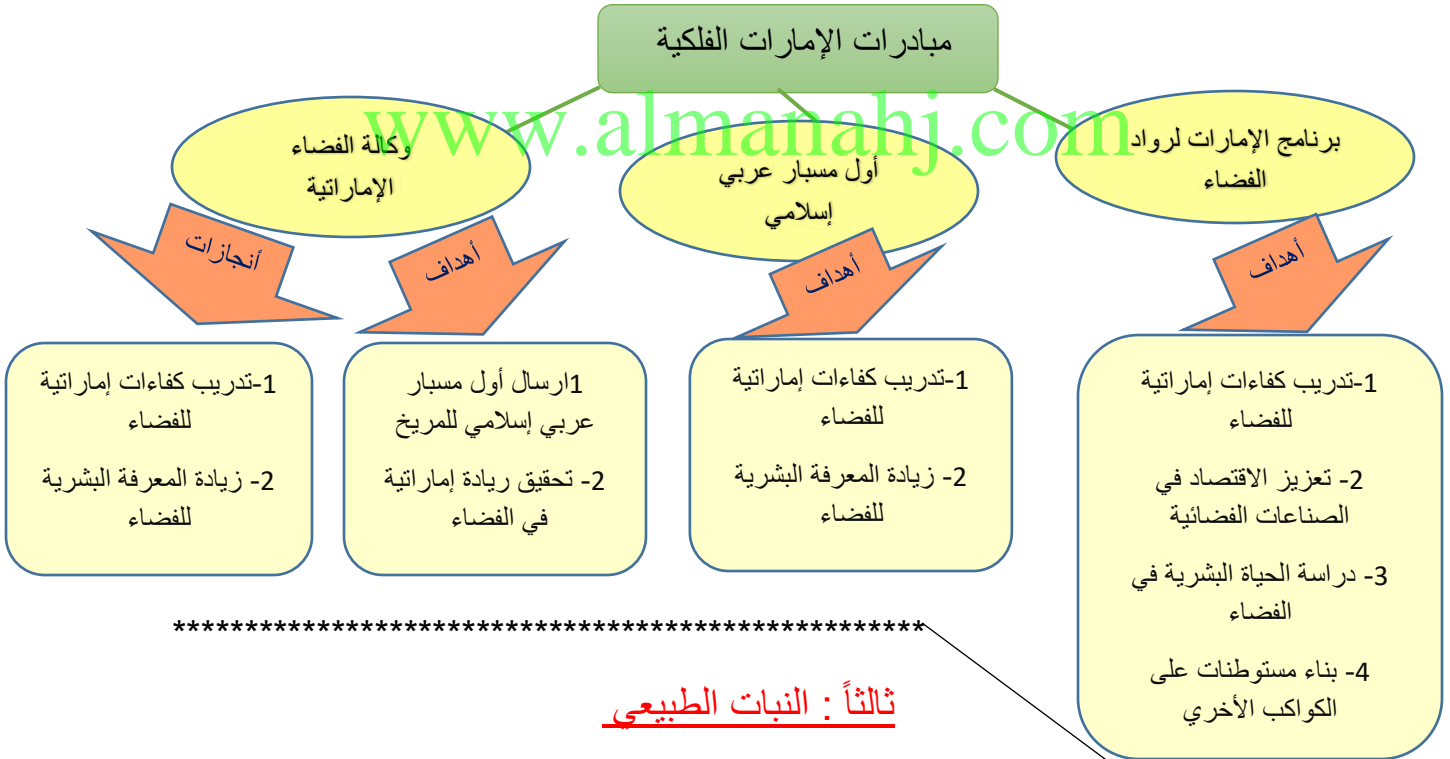 مبادرات الإمارات الفلكية
www.almanahj.com
برنامج الإمارات لرواد
الفضاء
أول مسبار عربي
إسلامي
وكالة الفضاء
الإماراتية
أهداف
أهداف
أهداف
أنجازات
1-تدريب كفاءات إماراتية
للفضاء
2- تعزيز الاقتصاد في
الصناعات الفضائية
3- دراسة الحياة البشرية في
الفضاء
4- بناء مستوطنات على
الكواكب الأخري
1-تدريب كفاءات إماراتية
للفضاء
2- زيادة المعرفة البشرية
للفضاء
1ارسال أول مسبار
عربي إسلامي للمريخ
2- تحقيق ريادة إماراتية
في الفضاء
1-تدريب كفاءات إماراتية
للفضاء
2- زيادة المعرفة البشرية
للفضاء
****************************************************
ثالثاً : النبات الطبيعي